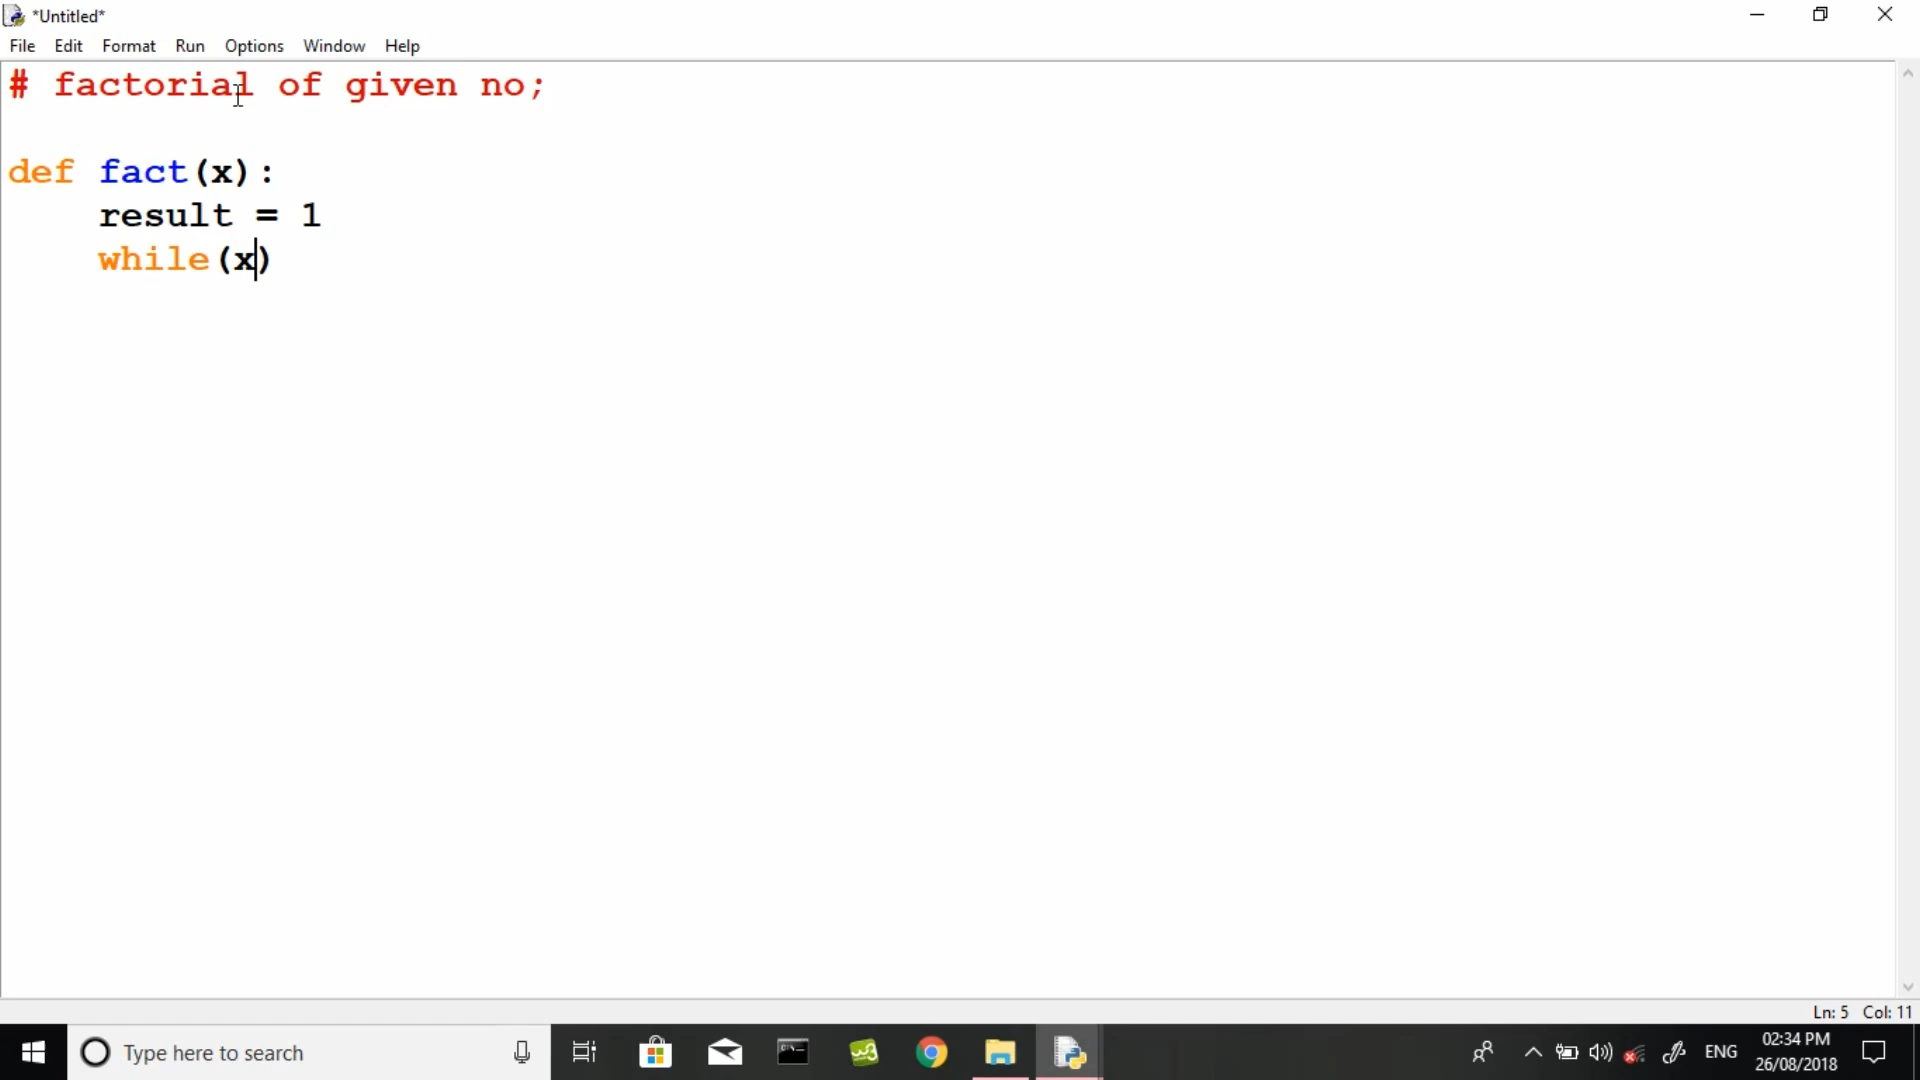 *Untitled*
File Edit Format Run Options Window Help
# factorial of given no;
def fact(x):
result = 1
while(x)
Ln: 5 Col: 11
Type here to search
ENG
02:34 PM
26/08/2018